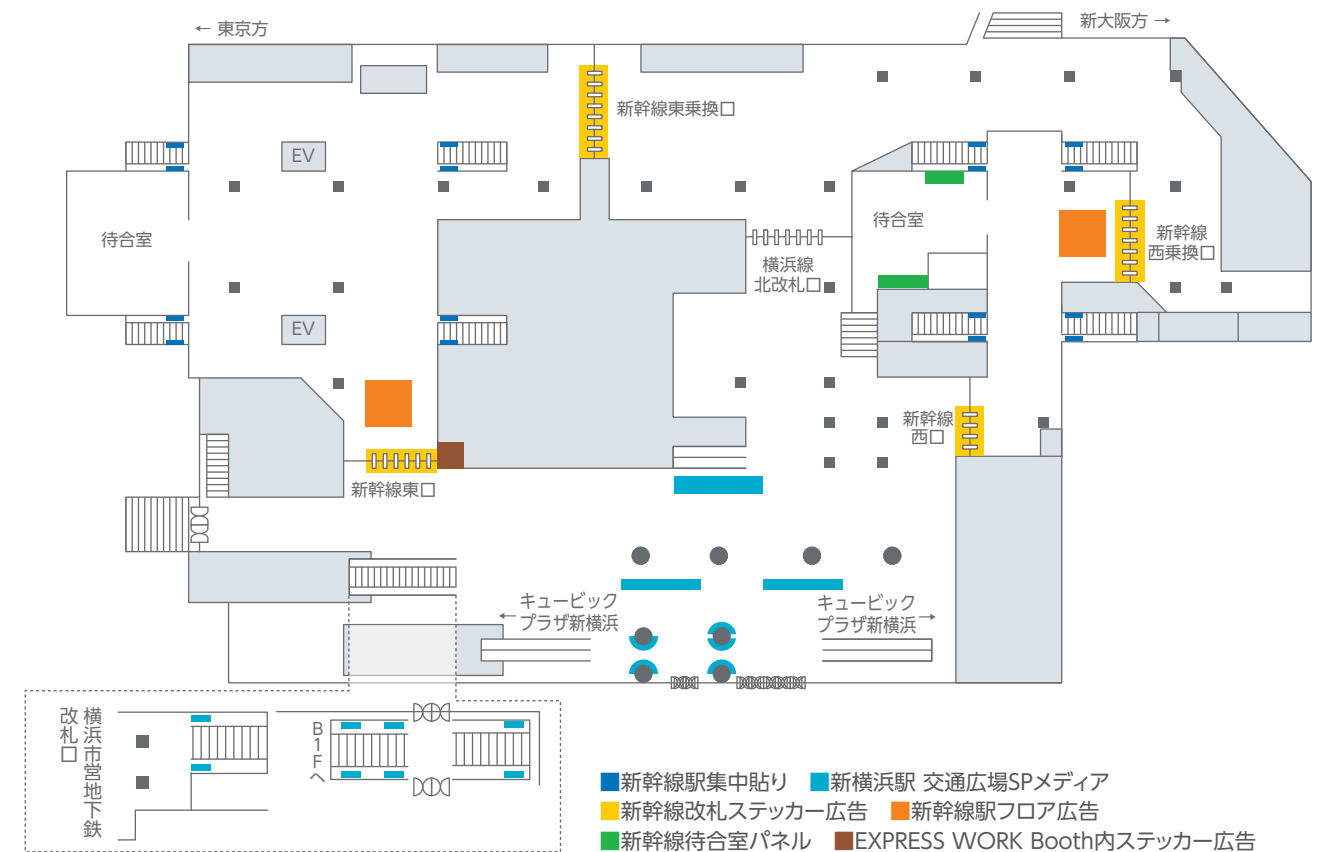 ← 東京方
新大阪方 →
新幹線東乗換口
EV
待合室
待合室
新幹線
西乗換口
横浜線
北改札口
EV
新幹線
西口
新幹線東口
キュービック
←プラザ新横浜
キュービック
プラザ新横浜→
横浜市営地下鉄
改札口
B1Fへ
■新幹線駅集中貼り ■新横浜駅 交通広場SPメディア
■新幹線改札ステッカー広告 ■新幹線駅フロア広告
■新幹線待合室パネル ■EXPRESS WORK Booth内ステッカー広告